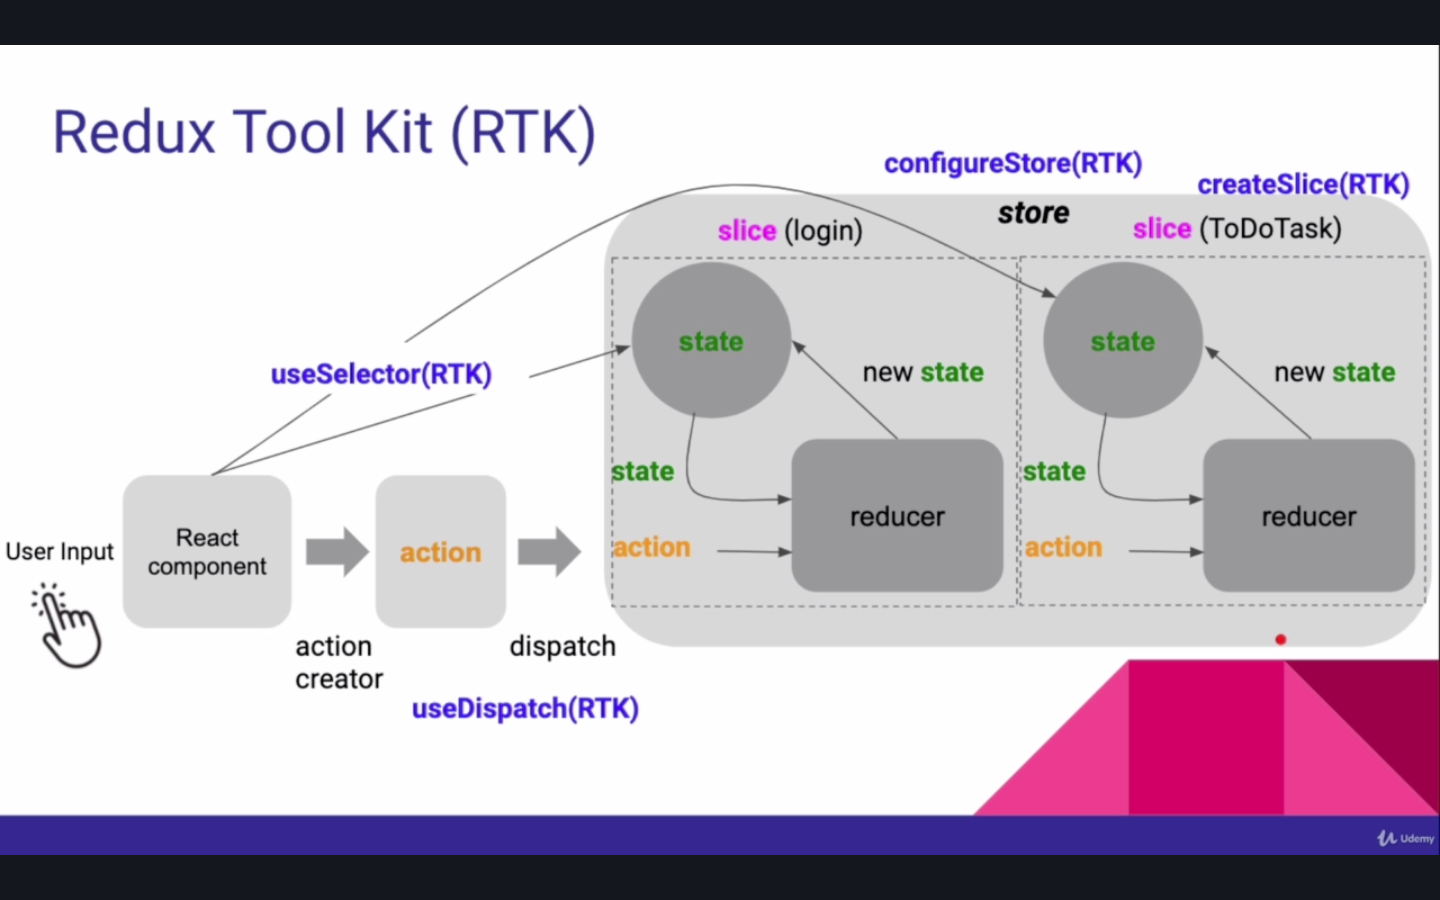 Redux Tool Kit (RTK)
configureStore(RTK)
createSlice(RTK)
store
slice (login)
slice (ToDoTask)
state
state
useSelector(RTK)
new state
new state
state
state
reducer
reducer
action
action
User Input
React
component
action
action
creator
dispatch
useDispatch(RTK)
Udemy